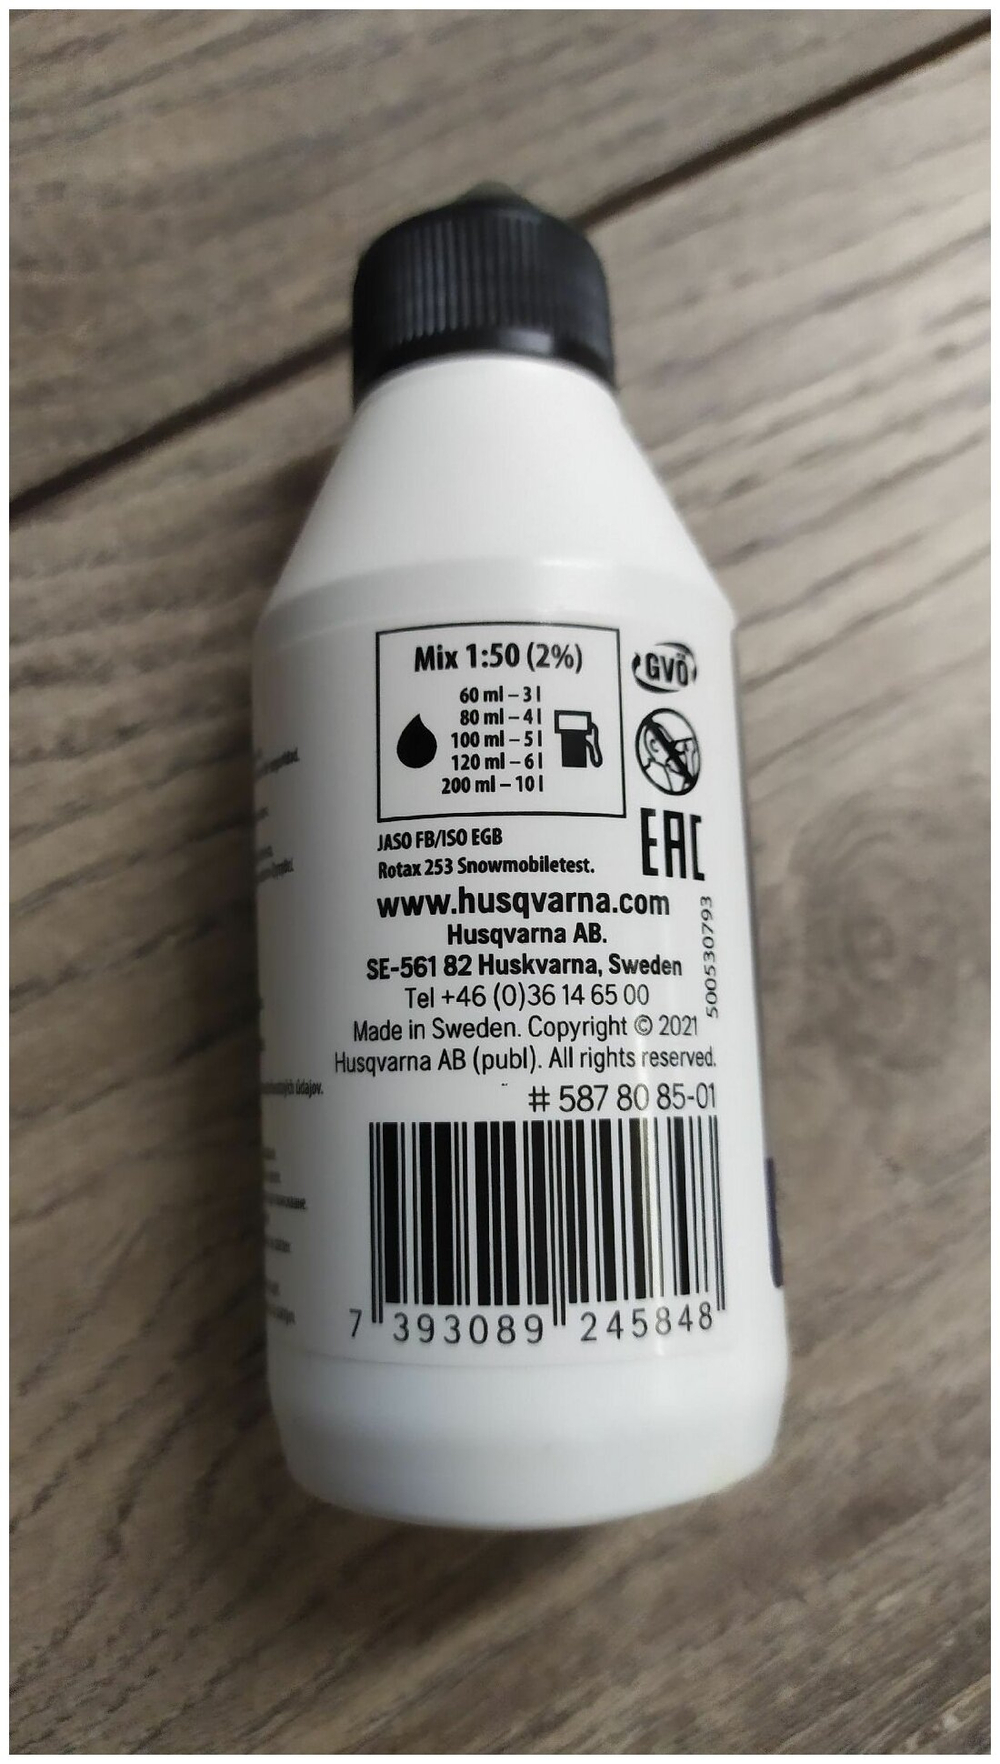 Mix 1:50 (2%)
60 ml – 3 l
80 ml – 4 l
100 ml – 5 l
120 ml – 6 l
200 ml – 10 l
GVÖ
EAC
JASO FB/ISO EGB
Rotax 253 Snowmobiletest.
www.husqvarna.com
Husqvarna AB.
SE-561 82 Huskvarna, Sweden
Tel +46 (0)36 14 65 00
Made in Sweden. Copyright © 2021
Husqvarna AB (publ). All rights reserved.
500530793
# 587 80 85-01
údajov.
7 393089 245848